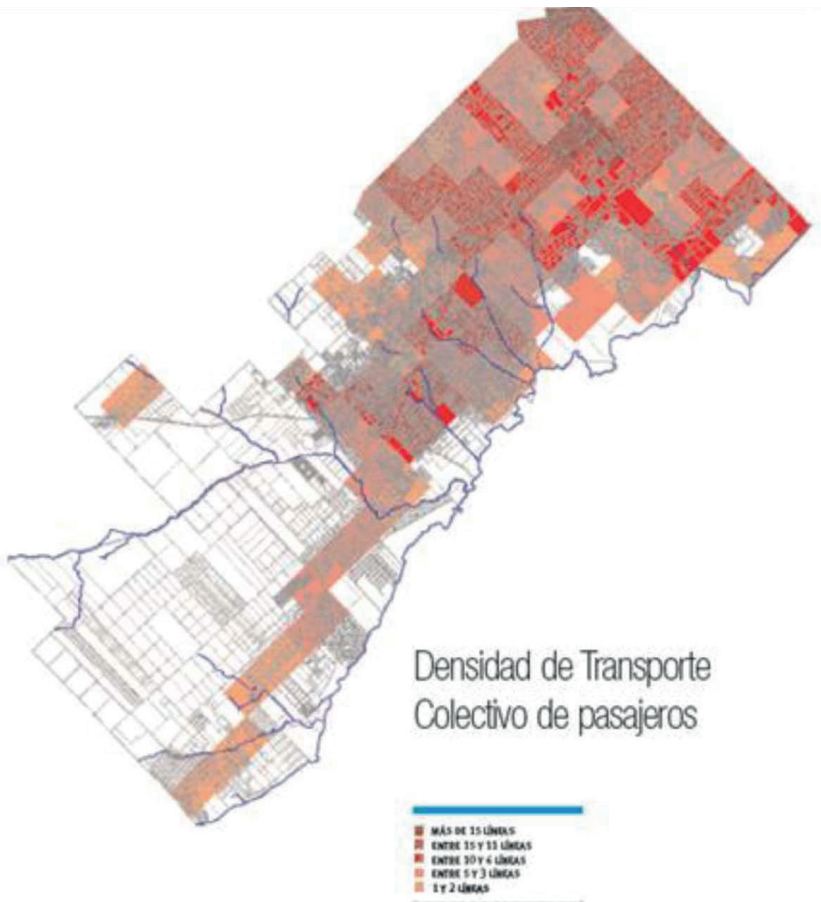 Densidad de Transporte
Colectivo de pasajeros
MÁS DE 15 LÍNEAS
ENTRE 15 Y 11 LÍNEAS
ENTRE 10 Y 6 LÍNEAS
ENTRE 5 Y 3 LÍNEAS
1 Y 2 LÍNEAS